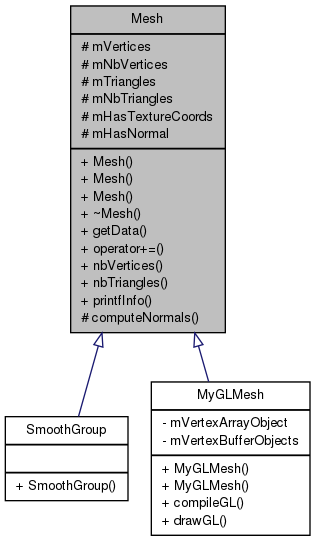 Mesh
# mVertices
# mNbVertices
# mTriangles
# mNbTriangles
# mHasTextureCoords
# mHasNormal
+ Mesh()
+ Mesh()
+ Mesh()
+ ~Mesh()
+ getData()
+ operator+=()
+ nbVertices()
+ nbTriangles()
+ printfInfo()
# computeNormals()
SmoothGroup
+ SmoothGroup()
MyGLMesh
- mVertexArrayObject
- mVertexBufferObjects
+ MyGLMesh()
+ MyGLMesh()
+ compileGL()
+ drawGL()